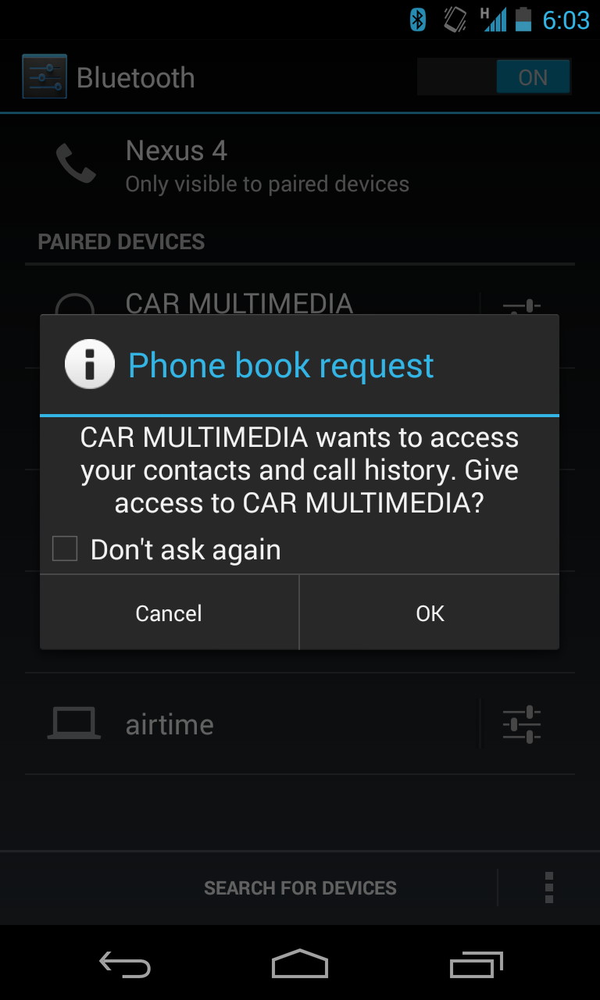 H 6:03
Bluetooth
ON
Nexus 4
Only visible to paired devices
PAIRED DEVICES
CAR MULTIMEDIA
Phone book request
CAR MULTIMEDIA wants to access
your contacts and call history. Give
access to CAR MULTIMEDIA?
Don't ask again
Cancel
OK
airtime
SEARCH FOR DEVICES